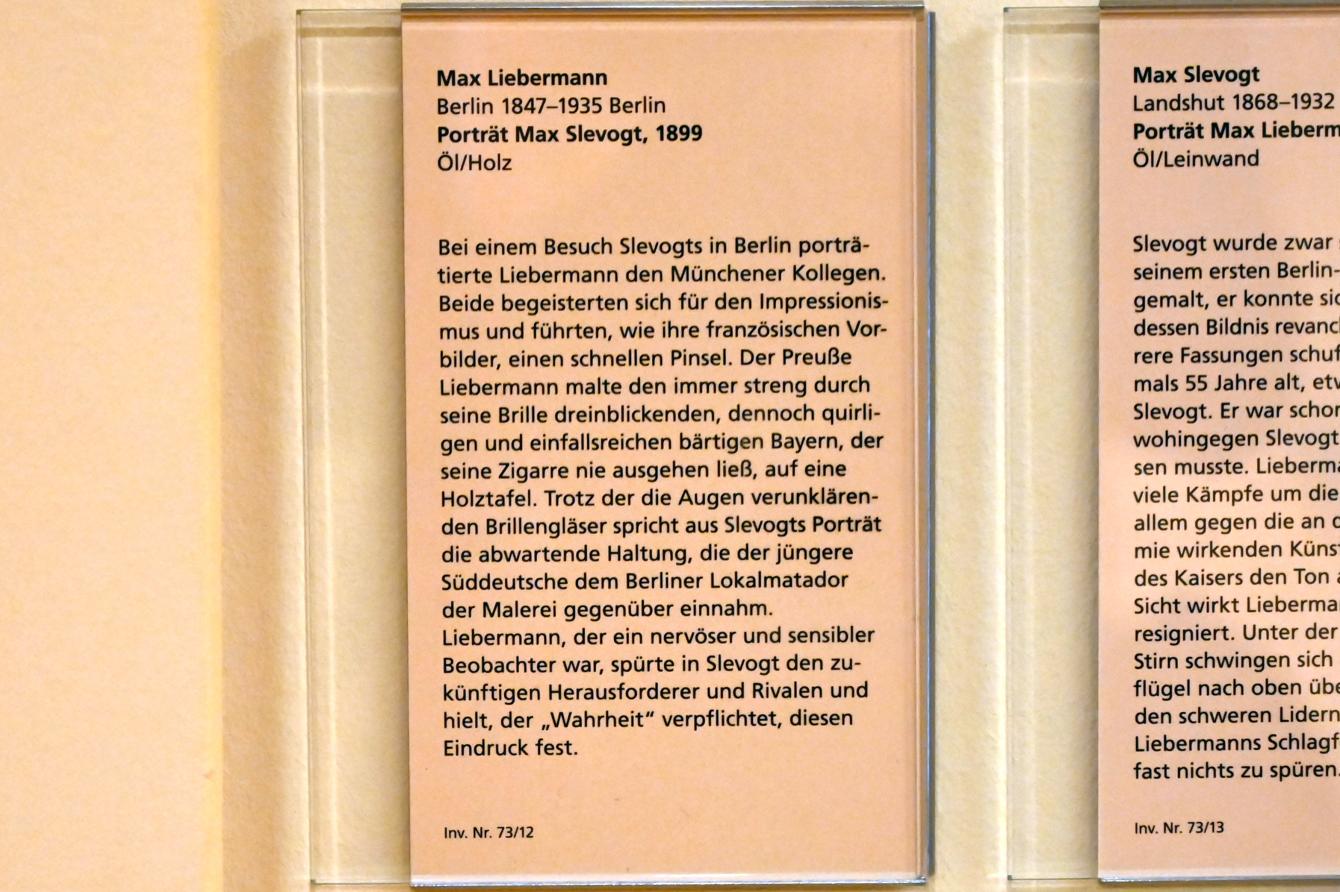 Max Liebermann
Berlin 1847–1935 Berlin
Porträt Max Slevogt, 1899
Öl/Holz
Bei einem Besuch Slevogts in Berlin porträ-
tierte Liebermann den Münchener Kollegen.
Beide begeisterten sich für den Impressionis-
mus und führten, wie ihre französischen Vor-
bilder, einen schnellen Pinsel. Der Preuße
Liebermann malte den immer streng durch
seine Brille dreinblickenden, dennoch quirli-
gen und einfallsreichen bärtigen Bayern, der
seine Zigarre nie ausgehen ließ, auf eine
Holztafel. Trotz der die Augen verunklären-
den Brillengläser spricht aus Slevogts Porträt
die abwartende Haltung, die der jüngere
Süddeutsche dem Berliner Lokalmatador
der Malerei gegenüber einnahm.
Liebermann, der ein nervöser und sensibler
Beobachter war, spürte in Slevogt den zu-
künftigen Herausforderer und Rivalen und
hielt, der „Wahrheit“ verpflichtet, diesen
Eindruck fest.
Inv. Nr. 73/12
Max Slevogt
Landshut 1868–1932
Porträt Max
Öl/Leinwand
Slevogt wurde zwar
seinem ersten Berlin-
gemalt, er konnte
dessen Bildnis
rere Fassungen
mals 55 Jahre alt,
Slevogt. Er war
wohingegen Slevogt
sen musste.
viele Kämpfe um die
allem gegen die an
mie wirkenden
des Kaisers den Ton
Sicht wirkt
resigniert. Unter der
Stirn schwingen sich
flügel nach oben
den schweren Lidern
Liebermanns
fast nichts zu spüren.
Inv. Nr. 73/13